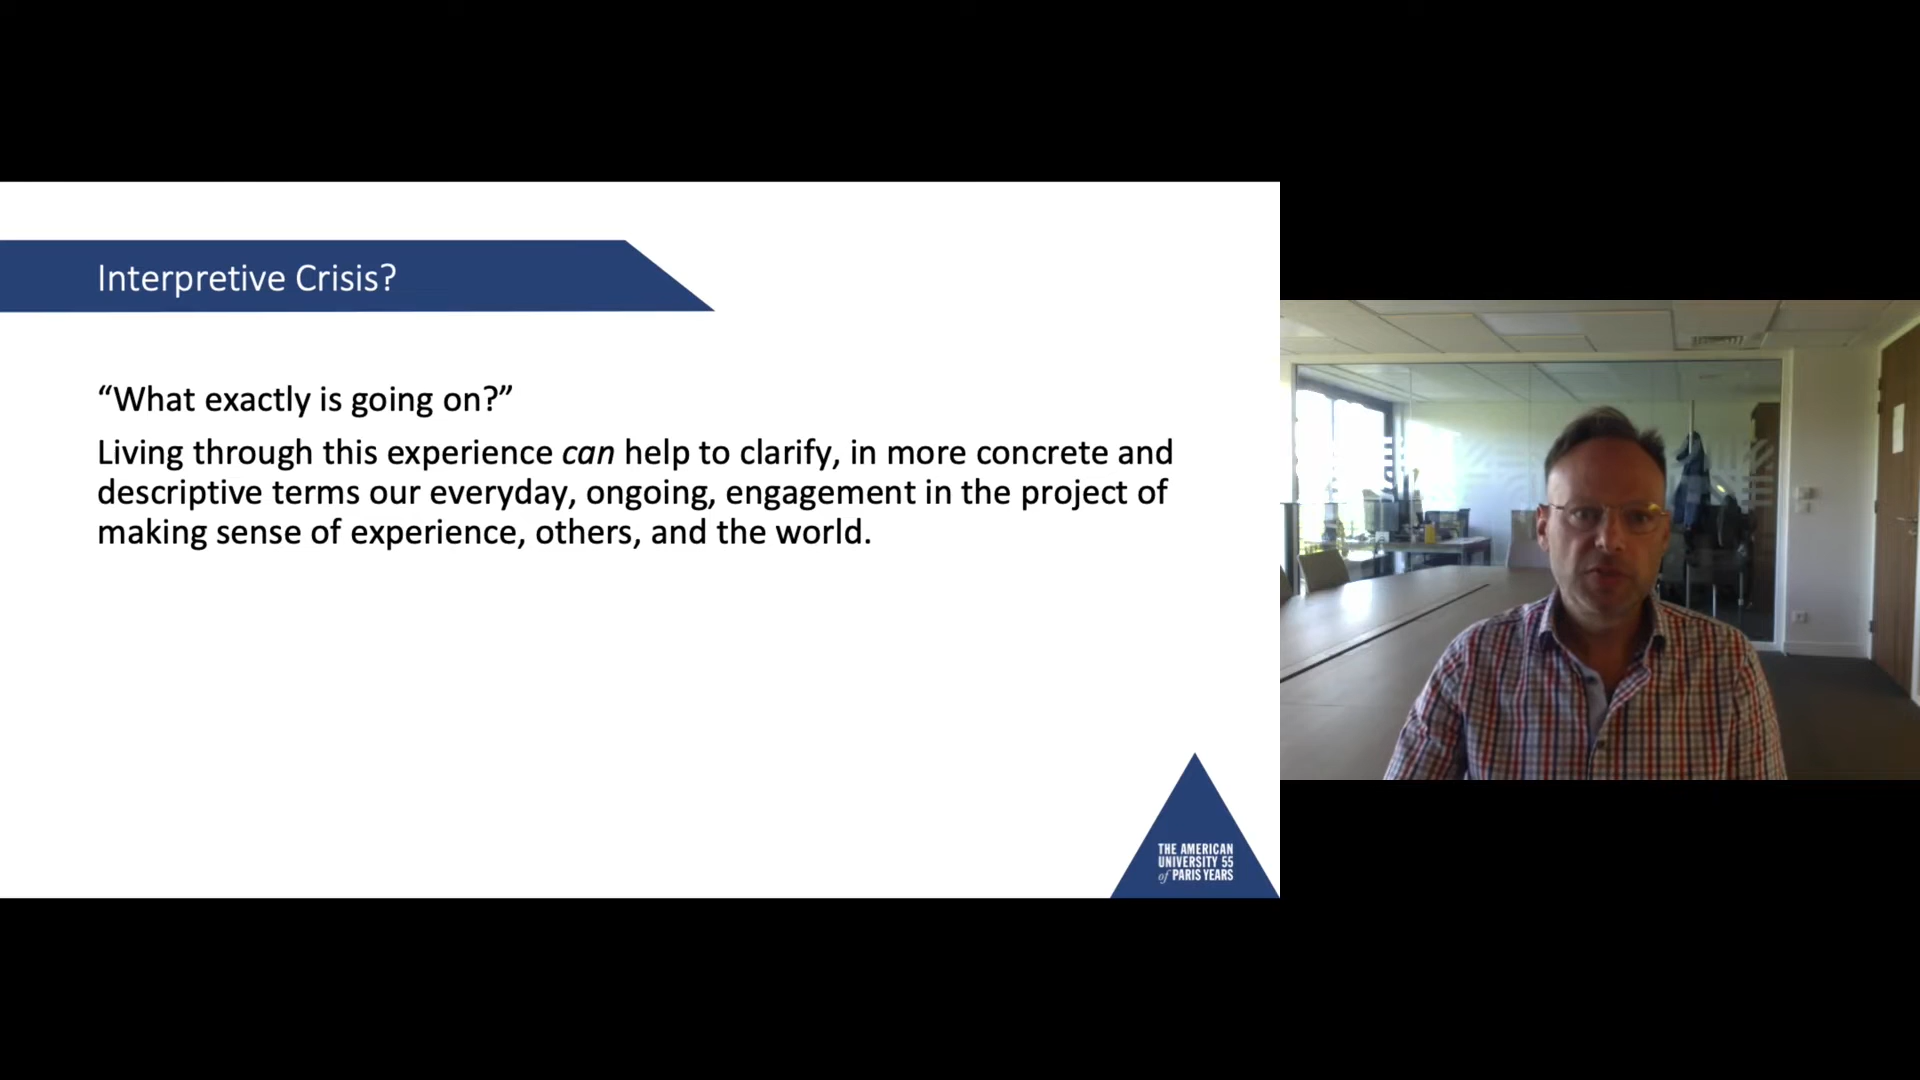 Interpretive Crisis?
“What exactly is going on?”
Living through this experience can help to clarify, in more concrete and
descriptive terms our everyday, ongoing, engagement in the project of
making sense of experience, others, and the world.
THE AMERICAN
UNIVERSITY 55
of PARIS YEARS